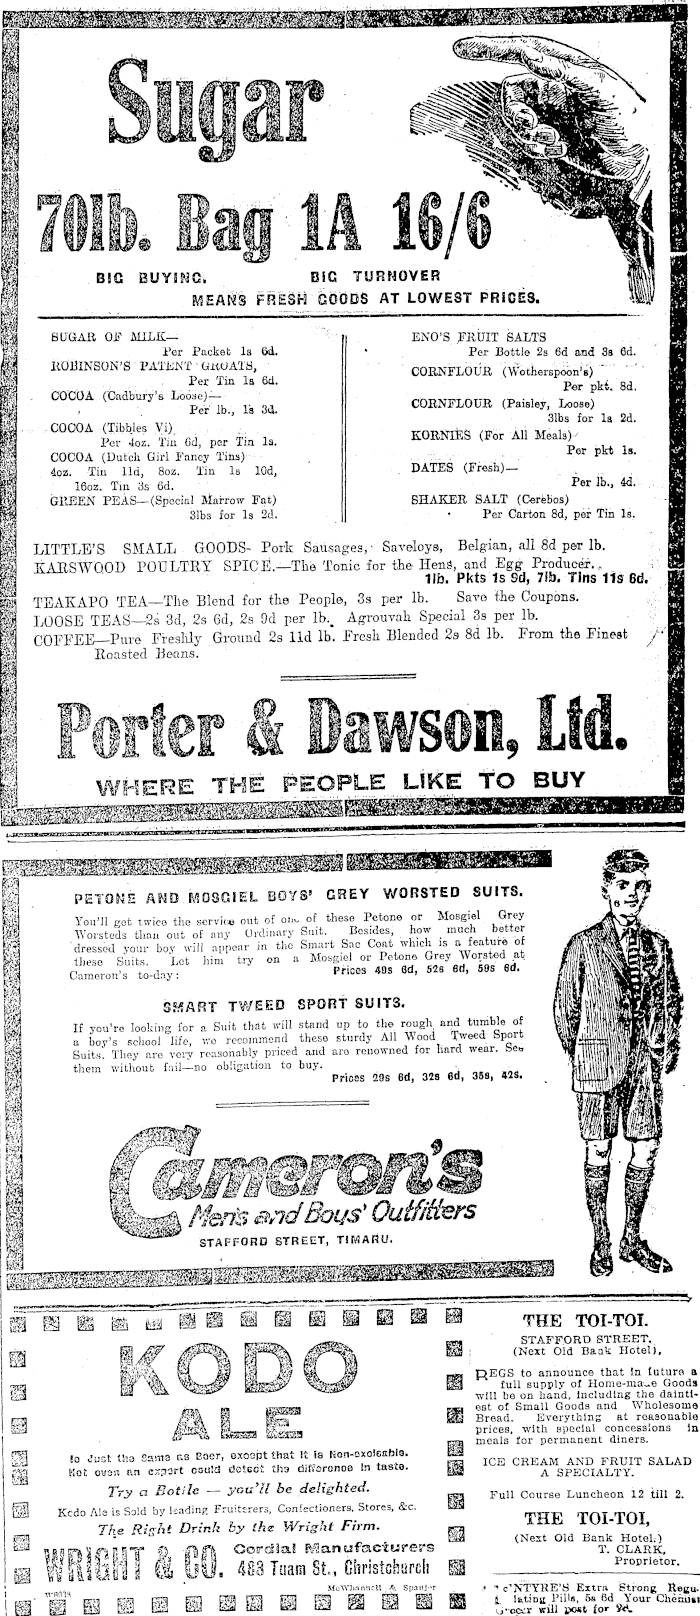 Sugar
70lb. Bag 1A 16/6
BIG BUYING. BIG TURNOVER
MEANS FRESH GOODS AT LOWEST PRICES.
SUGAR OF MILK—
Per Packet 1s 6d.
ROBINSON'S PATENT GROATS,
Per Tin 1s 6d.
COCOA (Cadbury's Loose)—
Per lb., 1s 3d.
COCOA (Tibbles Vi)
Per 4oz. Tin 6d, per Tin 1s.
COCOA (Dutch Girl Fancy Tins)
4oz. Tin 11d, 8oz. Tin 1s 10d,
16oz. Tin 3s 6d.
GREEN PEAS—(Special Marrow Fat)
3lbs for 1s 2d.
ENO'S FRUIT SALTS
Per Bottle 2s 6d and 3s 6d.
CORNFLOUR (Wotherspoon's)
Per pkt. 8d.
CORNFLOUR (Paisley, Loose)
3lbs for 1s 2d.
KORNIES (For All Meals)
Per pkt 1s.
DATES (Fresh)—
Per lb., 4d.
SHAKER SALT (Cerebos)
Per Carton 8d, per Tin 1s.
LITTLE'S SMALL GOODS- Pork Sausages, Saveloys, Belgian, all 8d per lb.
KARSWOOD POULTRY SPICE.—The Tonic for the Hens, and Egg Producer.
1lb. Pkts 1s 9d, 7lb. Tins 11s 6d.
TEAKAPO TEA—The Blend for the People, 3s per lb. Save the Coupons.
LOOSE TEAS—2s 3d, 2s 6d, 2s 9d per lb. Agrouvah Special 3s per lb.
COFFEE—Pure Freshly Ground 2s 11d lb. Fresh Blended 2s 8d lb. From the Finest
Roasted Beans.
Porter & Dawson, Ltd.
WHERE THE PEOPLE LIKE TO BUY
PETONE AND MOSGIEL BOYS' GREY WORSTED SUITS.
You'll get twice the service out of one of these Petone or Mosgiel Grey
Worsteds than out of any Ordinary Suit. Besides, how much better
dressed your boy will appear in the Smart Sac Coat which is a feature of
these Suits. Let him try on a Mosgiel or Petone Grey Worsted at
Cameron's to-day: Prices 49s 6d, 52s 6d, 59s 6d.
SMART TWEED SPORT SUITS.
If you're looking for a Suit that will stand up to the rough and tumble of
a boy's school life, we recommend these sturdy All Wood Tweed Sport
Suits. They are very reasonably priced and are renowned for hard wear. See
them without fail—no obligation to buy.
Prices 29s 6d, 32s 6d, 35s, 42s.
Cameron's
Men's and Boys' Outfitters
STAFFORD STREET, TIMARU.
KODO
ALE
Is Just the Same as Beer, except that it is Non-exciseable.
Not even an expert could detect the difference in taste.
Try a Bottle — you'll be delighted.
Kodo Ale is Sold by leading Fruiterers, Confectioners, Stores, &c.
The Right Drink by the Wright Firm.
WRIGHT & CO. Cordial Manufacturers
483 Tuam St., Christchurch
THE TOI-TOI.
STAFFORD STREET,
(Next Old Bank Hotel),
REGS to announce that in future a
full supply of Home-made Goods
will be on hand, including the dainti-
est of Small Goods and Wholesome
Bread. Everything at reasonable
prices, with special concessions in
meals for permanent diners.
ICE CREAM AND FRUIT SALAD
A SPECIALTY.
Full Course Luncheon 12 till 2.
THE TOI-TOI,
(Next Old Bank Hotel.)
T. CLARK,
Proprietor.
Extra Strong Regu-
lating Pills, 5s 6d Your Chemist
will post for 2d.